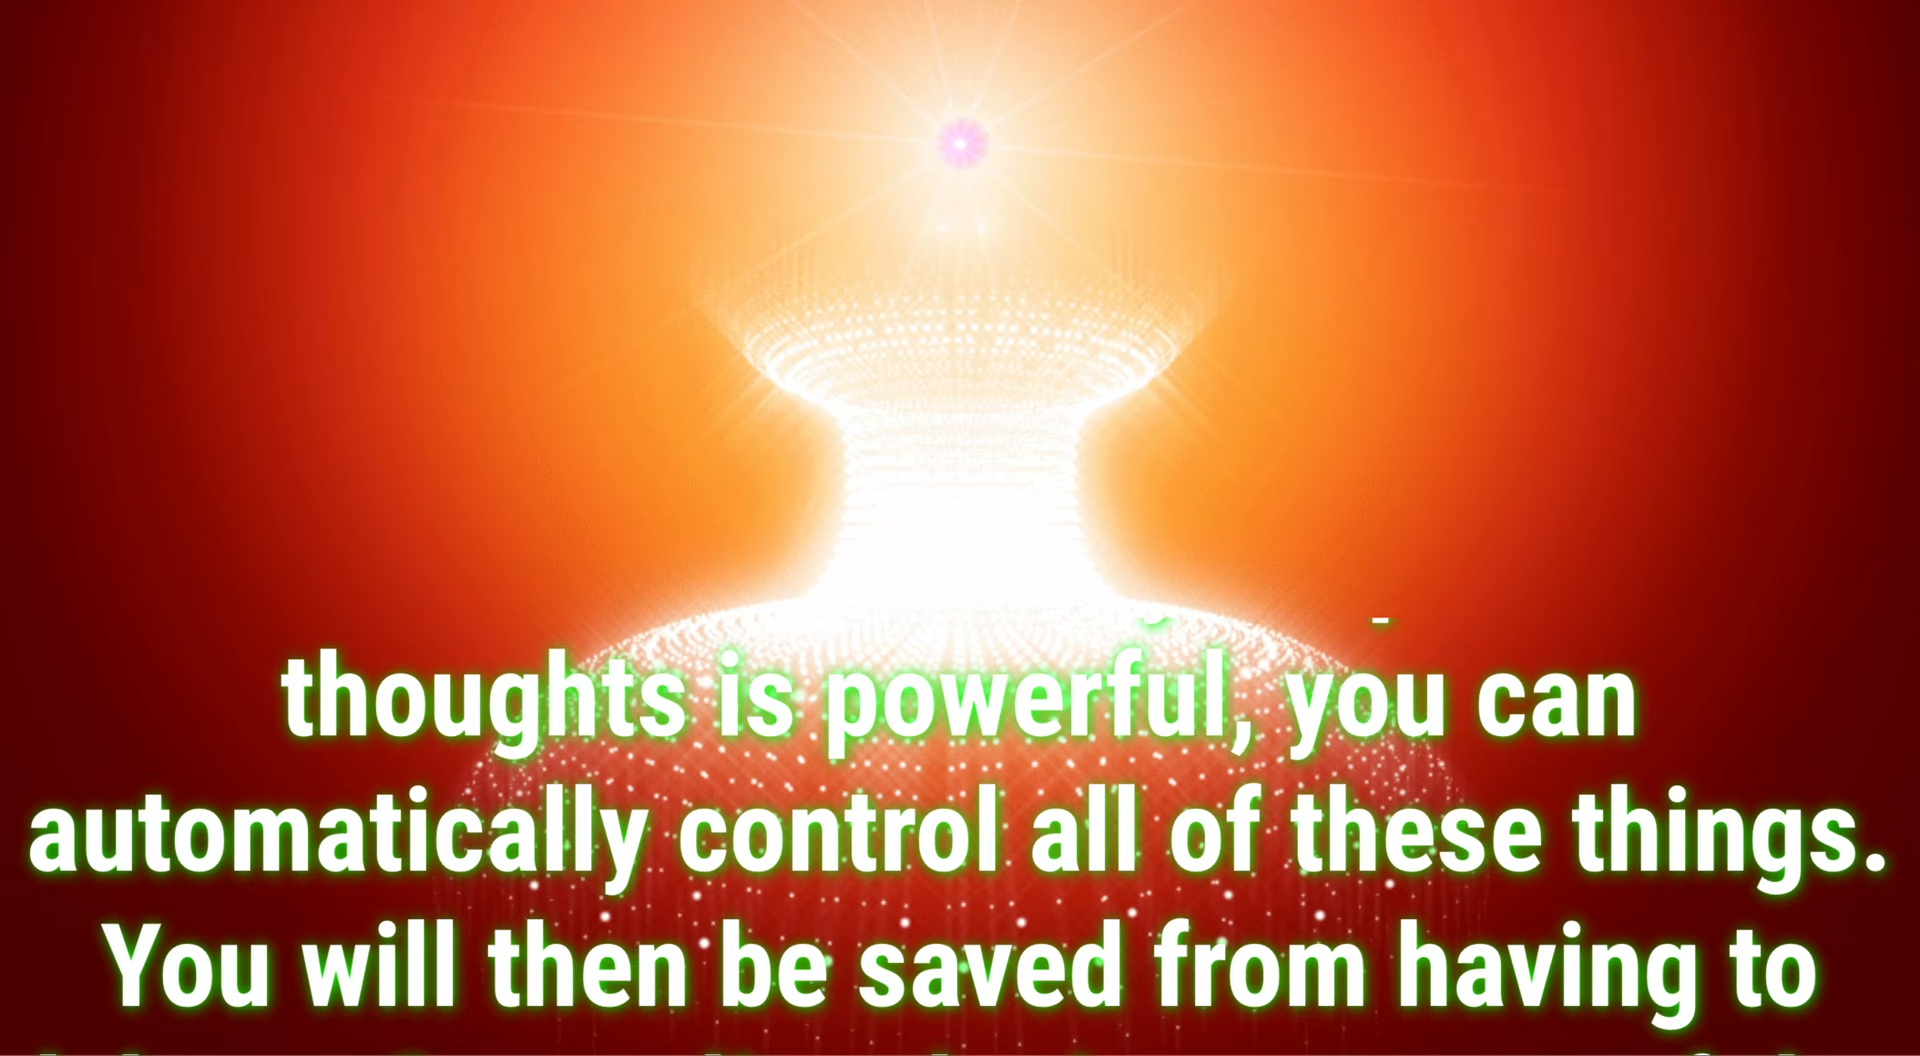 thoughts is powerful, you can
automatically control all of these things.
You will then be saved from having to